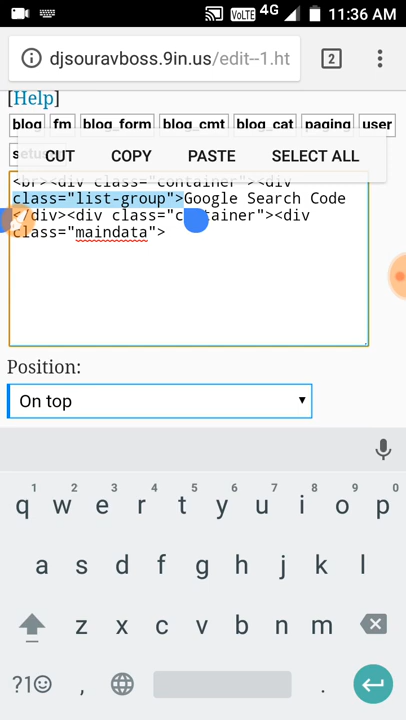 VoLTE 4G 11:36 AM
djsouravboss.9in.us/edit--1.ht 2
[Help]
blog fm blog_form blog_cmt blog_cat paging user
CUT COPY PASTE SELECT ALL
<br><div class="container"><div
class="list-group">Google Search Code
</div><div class="container"><div
class="maindata">
Position:
On top
1 2 3 4 5 6 7 8 9 0
q w e r t y u i o p
a s d f g h j k l
z x c v b n m
?1☺ , .